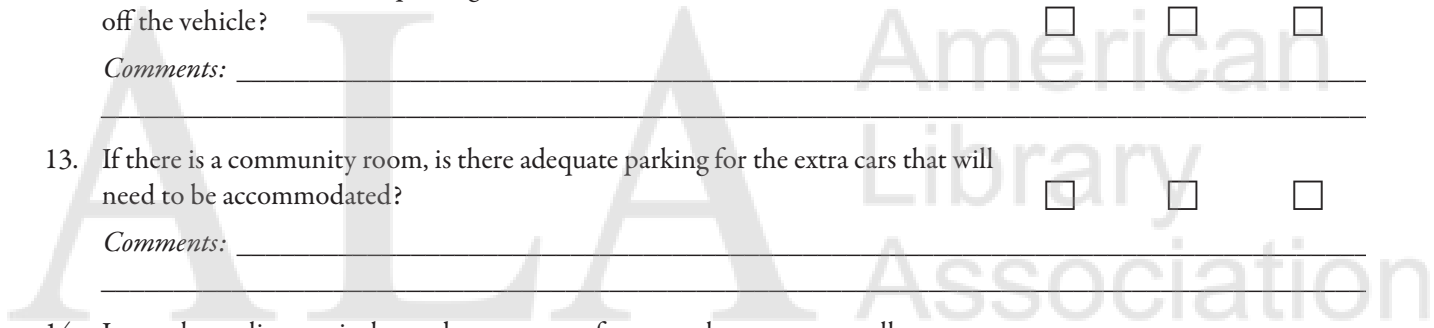 off the vehicle? ☐ ☐ ☐
Comments:
13. If there is a community room, is there adequate parking for the extra cars that will
need to be accommodated? ☐ ☐ ☐
Comments:
ALA American
Library
Association